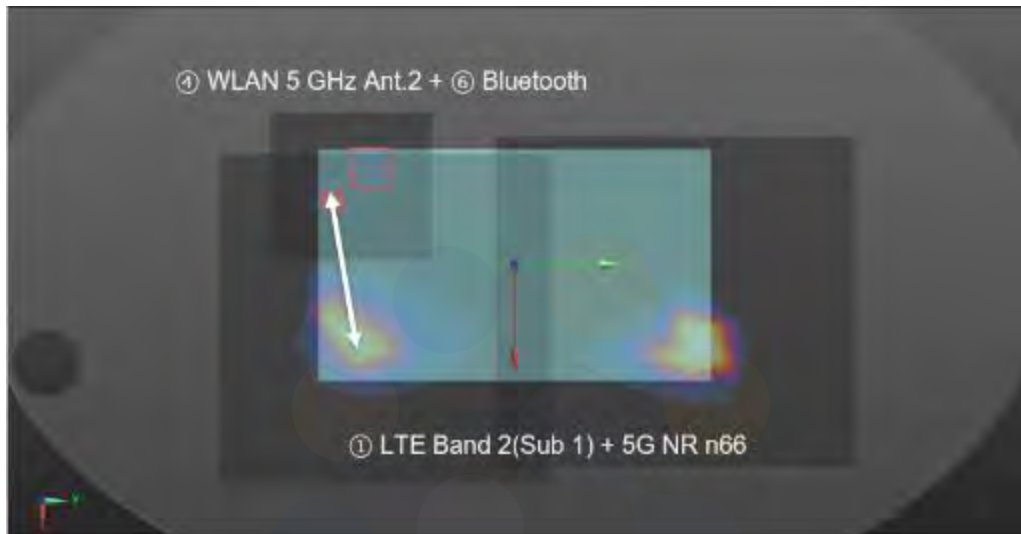 ④ WLAN 5 GHz Ant.2 + ⑥ Bluetooth
① LTE Band 2(Sub 1) + 5G NR n66